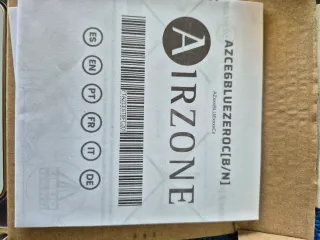 AZCE6BLUEZEROC[B/N]
AIRZONE
ES
EN
PT
FR
IT
DE